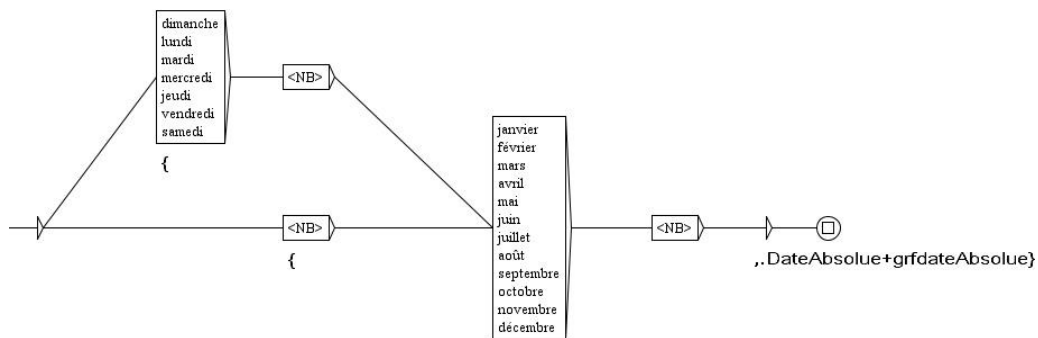 dimanche
lundi
mardi
mercredi
jeudi
vendredi
samedi
{
<NB>
<NB>
{
janvier
février
mars
avril
mai
juin
juillet
août
septembre
octobre
novembre
décembre
<NB>
,.DateAbsolue+grfdateAbsolue}